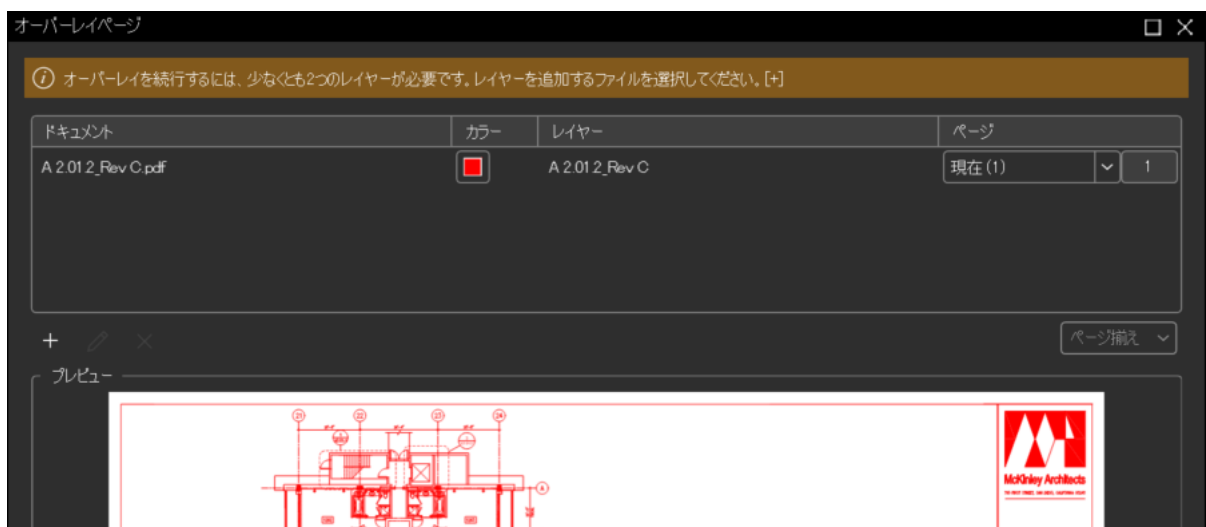 オーバーレイページ
オーバーレイを続行するには、少なくとも2つのレイヤーが必要です。レイヤーを追加するファイルを選択してください。[+]
ドキュメント カラー レイヤー ページ
A 2.01 2_Rev C.pdf A 2.01 2_Rev C 現在 (1) 1
ページ揃え
プレビュー
21 22 23 24
A
McKinley Architects